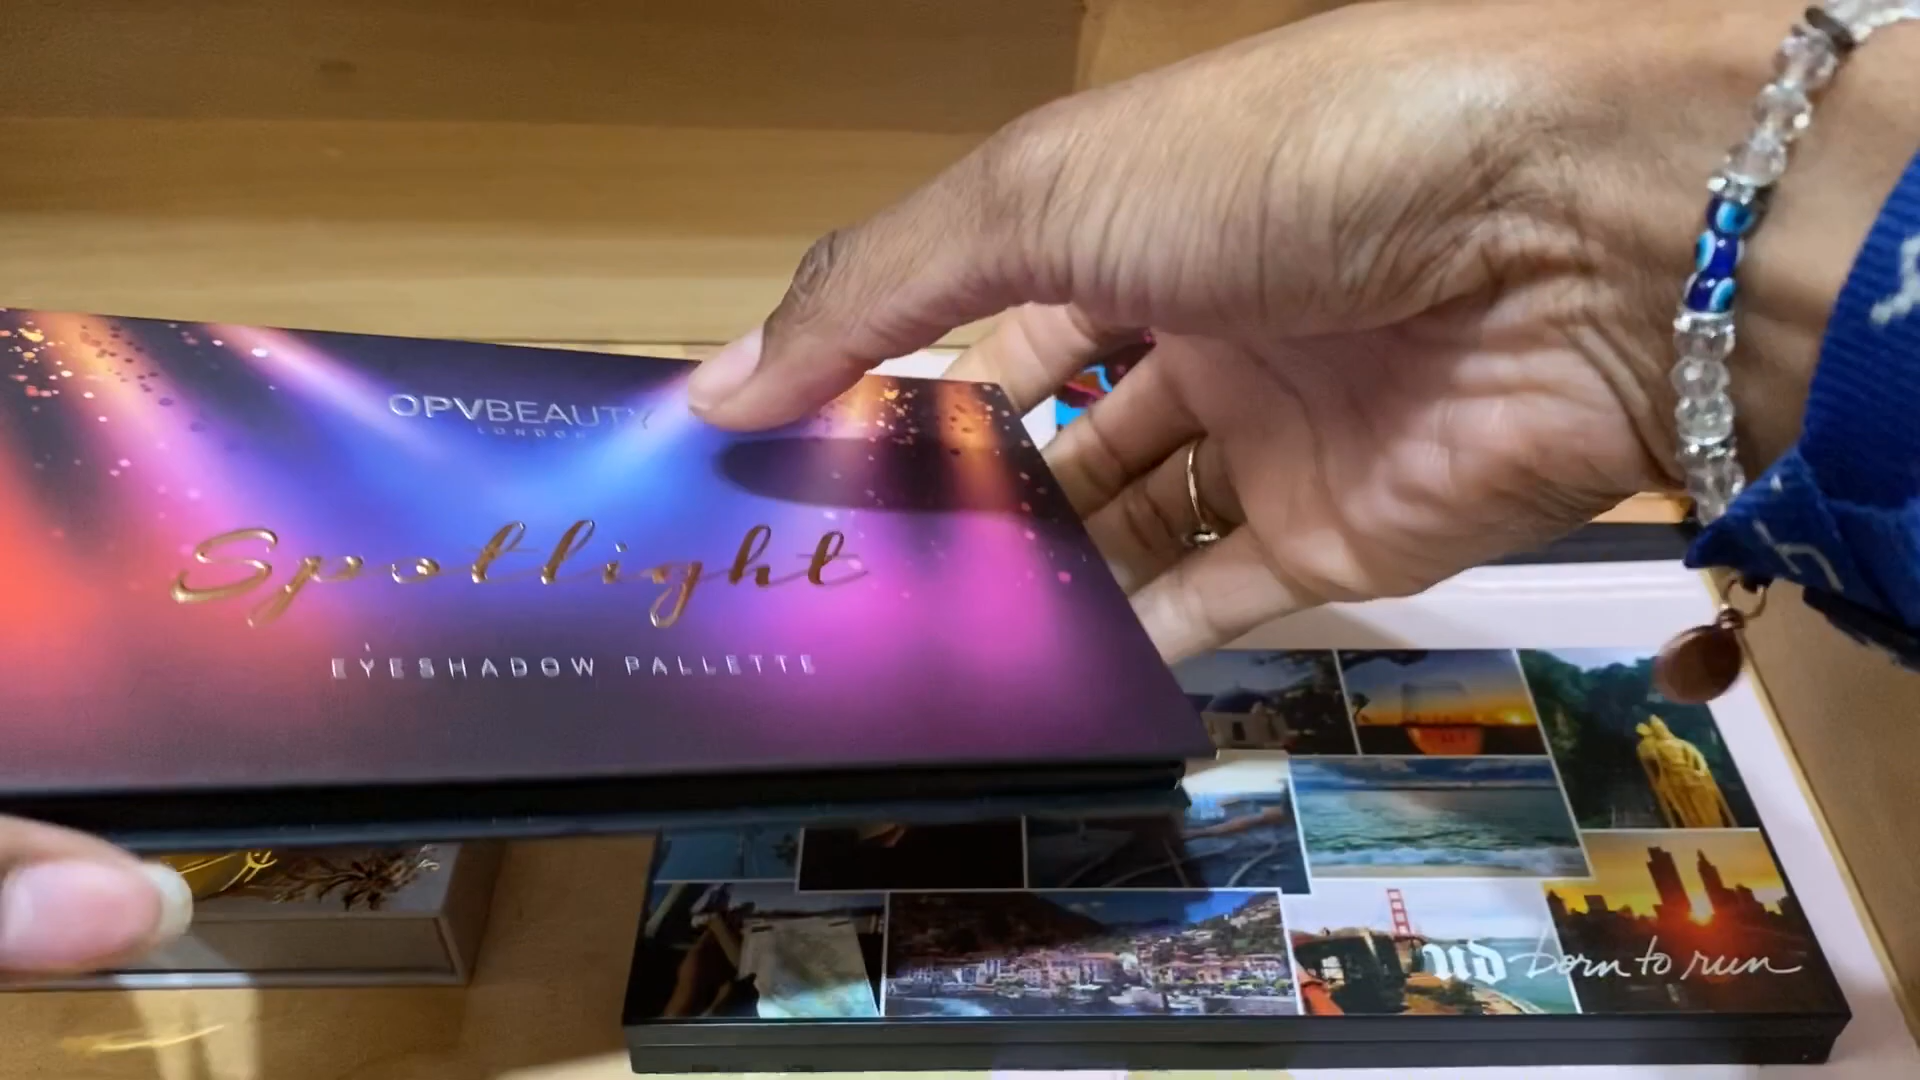 OPVBEAUTY
LONDON
Spotlight
EYESHADOW PALLETTE
UD born to run